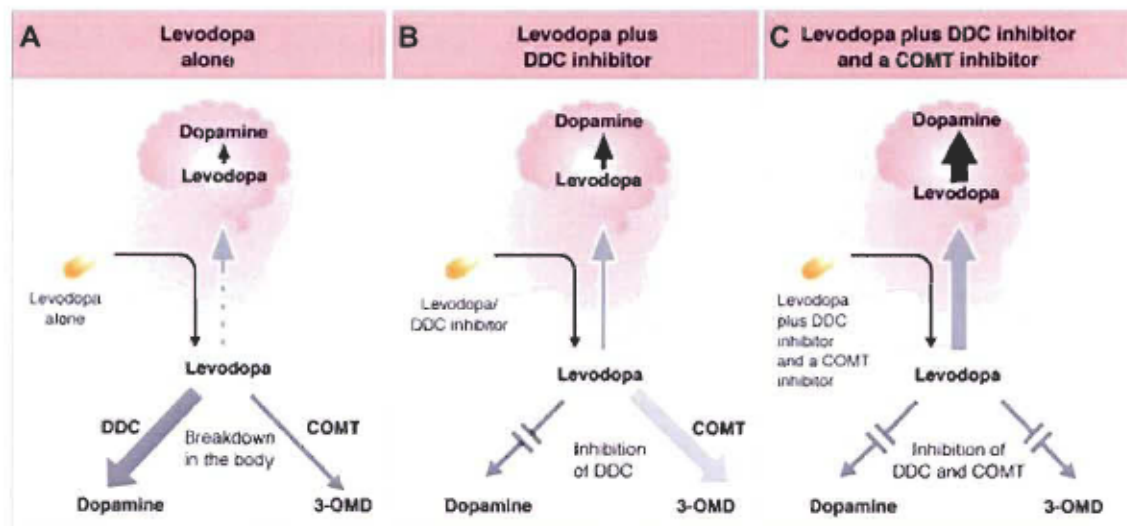 A
Levodopa
alone
Dopamine
Levodopa
Levodopa
alone
Levodopa
DDC
Breakdown
in the body
COMT
Dopamine
3-OMD
B
Levodopa plus
DDC inhibitor
Dopamine
Levodopa
Levodopa/
DDC inhibitor
Levodopa
Inhibition
of DDC
COMT
Dopamine
3-OMD
C
Levodopa plus DDC inhibitor
and a COMT inhibitor
Dopamine
Levodopa
Levodopa
plus DDC
inhibitor
and a COMT
inhibitor
Levodopa
Inhibition of
DDC and COMT
Dopamine
3-OMD